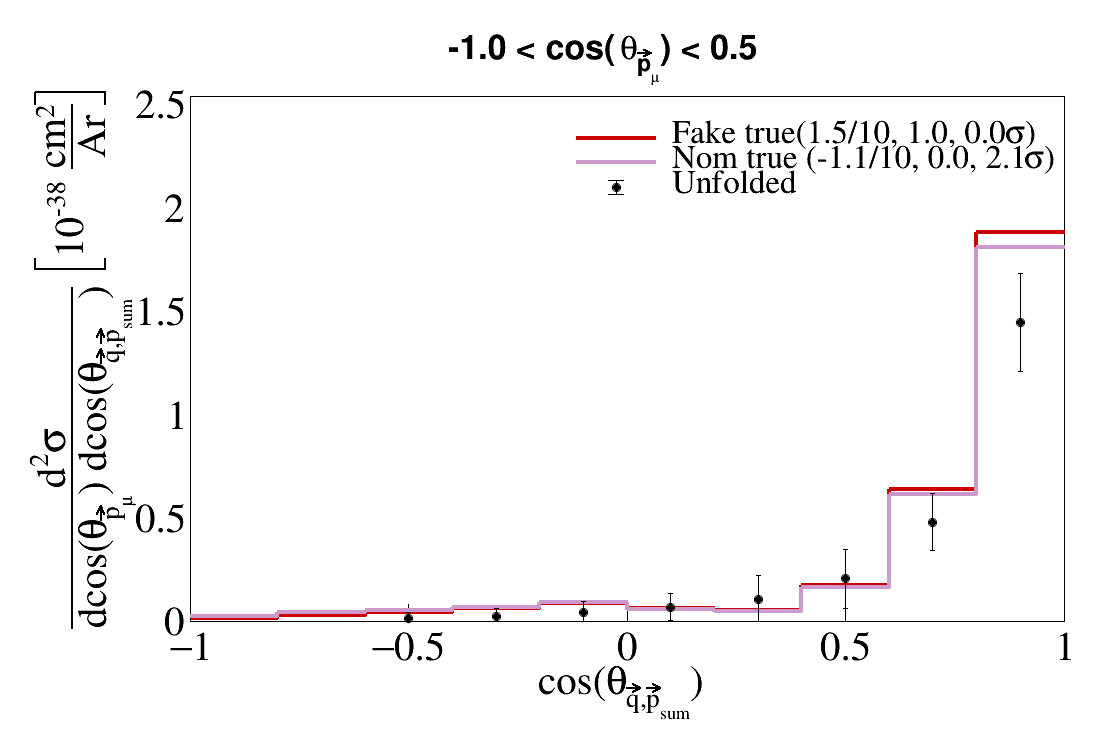 -1.0 < cos(θp⃗μ) < 0.5
d²σ
dcos(θp⃗μ) dcos(θq⃗,p⃗sum)
[10⁻³⁸ cm²/Ar]
2.5
2
1.5
1
0.5
0
Fake true(1.5/10, 1.0, 0.0σ)
Nom true (-1.1/10, 0.0, 2.1σ)
Unfolded
−1 −0.5 0 0.5 1
cos(θq⃗,p⃗sum)